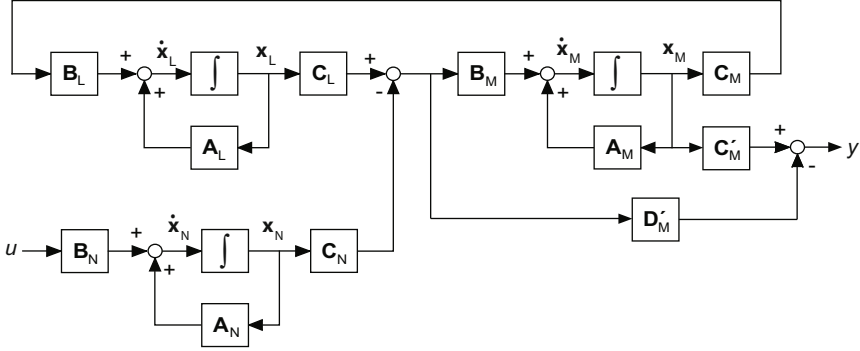 B_L + ẋ_L ∫ x_L C_L + B_M + ẋ_M ∫ x_M C_M
+ - +
A_L A_M C′_M + y
-
D′_M
u B_N + ẋ_N ∫ x_N C_N
+
A_N